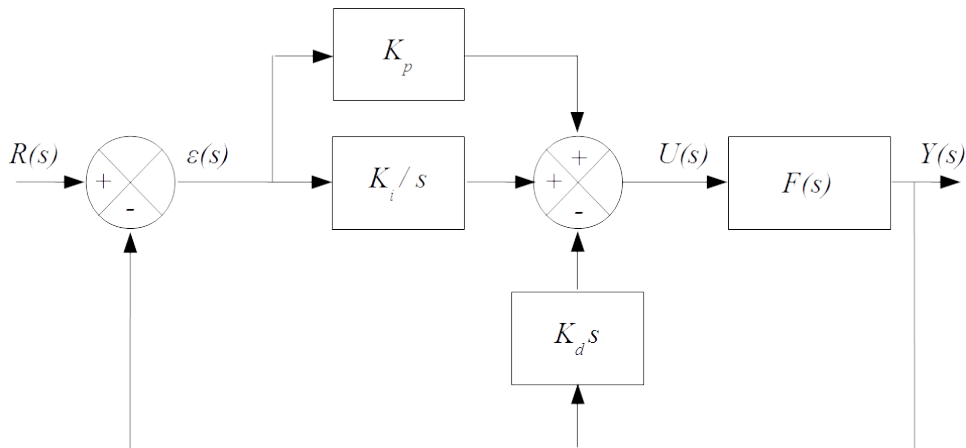 K_p
R(s)
ε(s)
+
-
K_i / s
+
+
-
U(s)
F(s)
Y(s)
K_d s